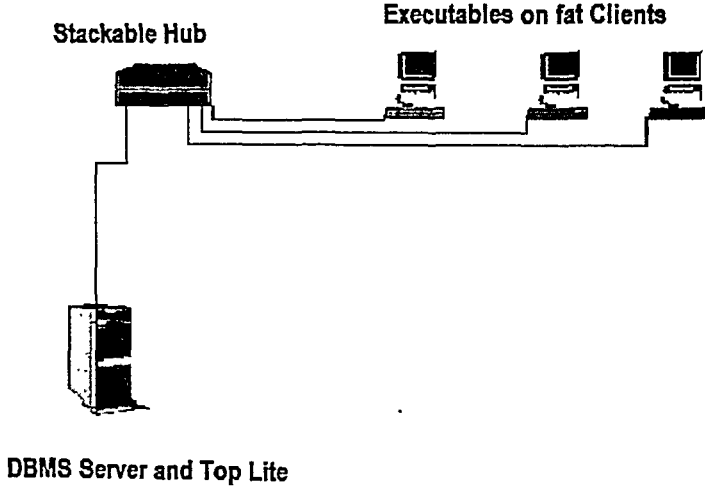 Executables on fat Clients
Stackable Hub
DBMS Server and Top Lite